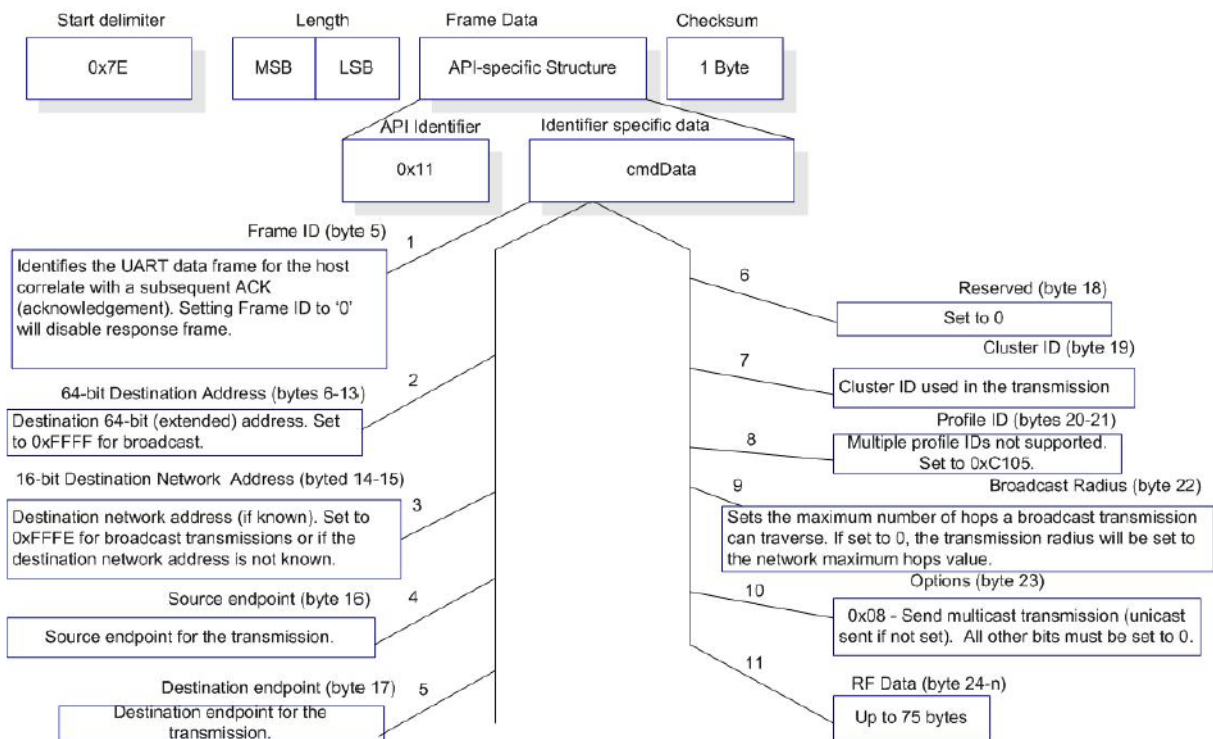 Start delimiter
Length
Frame Data
Checksum
0x7E
MSB
LSB
API-specific Structure
1 Byte
API Identifier
Identifier specific data
0x11
cmdData
Frame ID (byte 5)
1
Identifies the UART data frame for the host
correlate with a subsequent ACK
(acknowledgement). Setting Frame ID to ‘0’
will disable response frame.
2
64-bit Destination Address (bytes 6-13)
Destination 64-bit (extended) address. Set
to 0xFFFF for broadcast.
16-bit Destination Network Address (byted 14-15)
3
Destination network address (if known). Set to
0xFFFE for broadcast transmissions or if the
destination network address is not known.
Source endpoint (byte 16)
4
Source endpoint for the transmission.
Destination endpoint (byte 17)
5
Destination endpoint for the
transmission.
6
Reserved (byte 18)
Set to 0
Cluster ID (byte 19)
7
Cluster ID used in the transmission
Profile ID (bytes 20-21)
8
Multiple profile IDs not supported.
Set to 0xC105.
9
Broadcast Radius (byte 22)
Sets the maximum number of hops a broadcast transmission
can traverse. If set to 0, the transmission radius will be set to
the network maximum hops value.
Options (byte 23)
10
0x08 - Send multicast transmission (unicast
sent if not set). All other bits must be set to 0.
11
RF Data (byte 24-n)
Up to 75 bytes